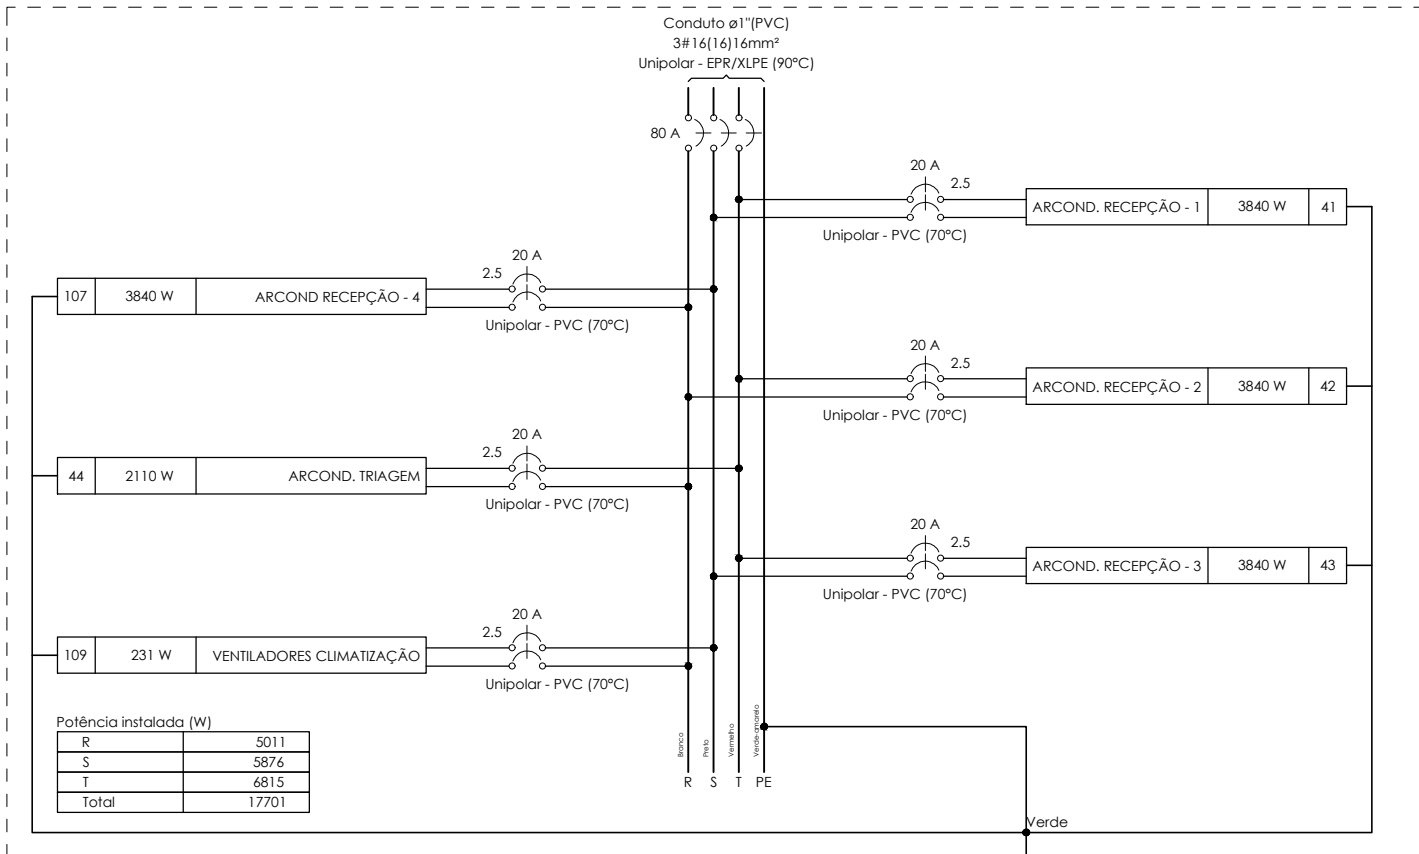 Conduto ø1"(PVC)
3#16(16)16mm²
Unipolar - EPR/XLPE (90°C)
80 A
20 A
2.5
ARCOND. RECEPÇÃO - 1 3840 W 41
Unipolar - PVC (70°C)
20 A
2.5
107 3840 W ARCOND RECEPÇÃO - 4
Unipolar - PVC (70°C)
20 A
2.5
ARCOND. RECEPÇÃO - 2 3840 W 42
Unipolar - PVC (70°C)
20 A
2.5
44 2110 W ARCOND. TRIAGEM
Unipolar - PVC (70°C)
20 A
2.5
ARCOND. RECEPÇÃO - 3 3840 W 43
Unipolar - PVC (70°C)
20 A
2.5
109 231 W VENTILADORES CLIMATIZAÇÃO
Unipolar - PVC (70°C)
Potência instalada (W)
R 5011
S 5876
T 6815
Total 17701
Branco
Preto
Vermelho
Verde-amarelo
R S T PE
Verde